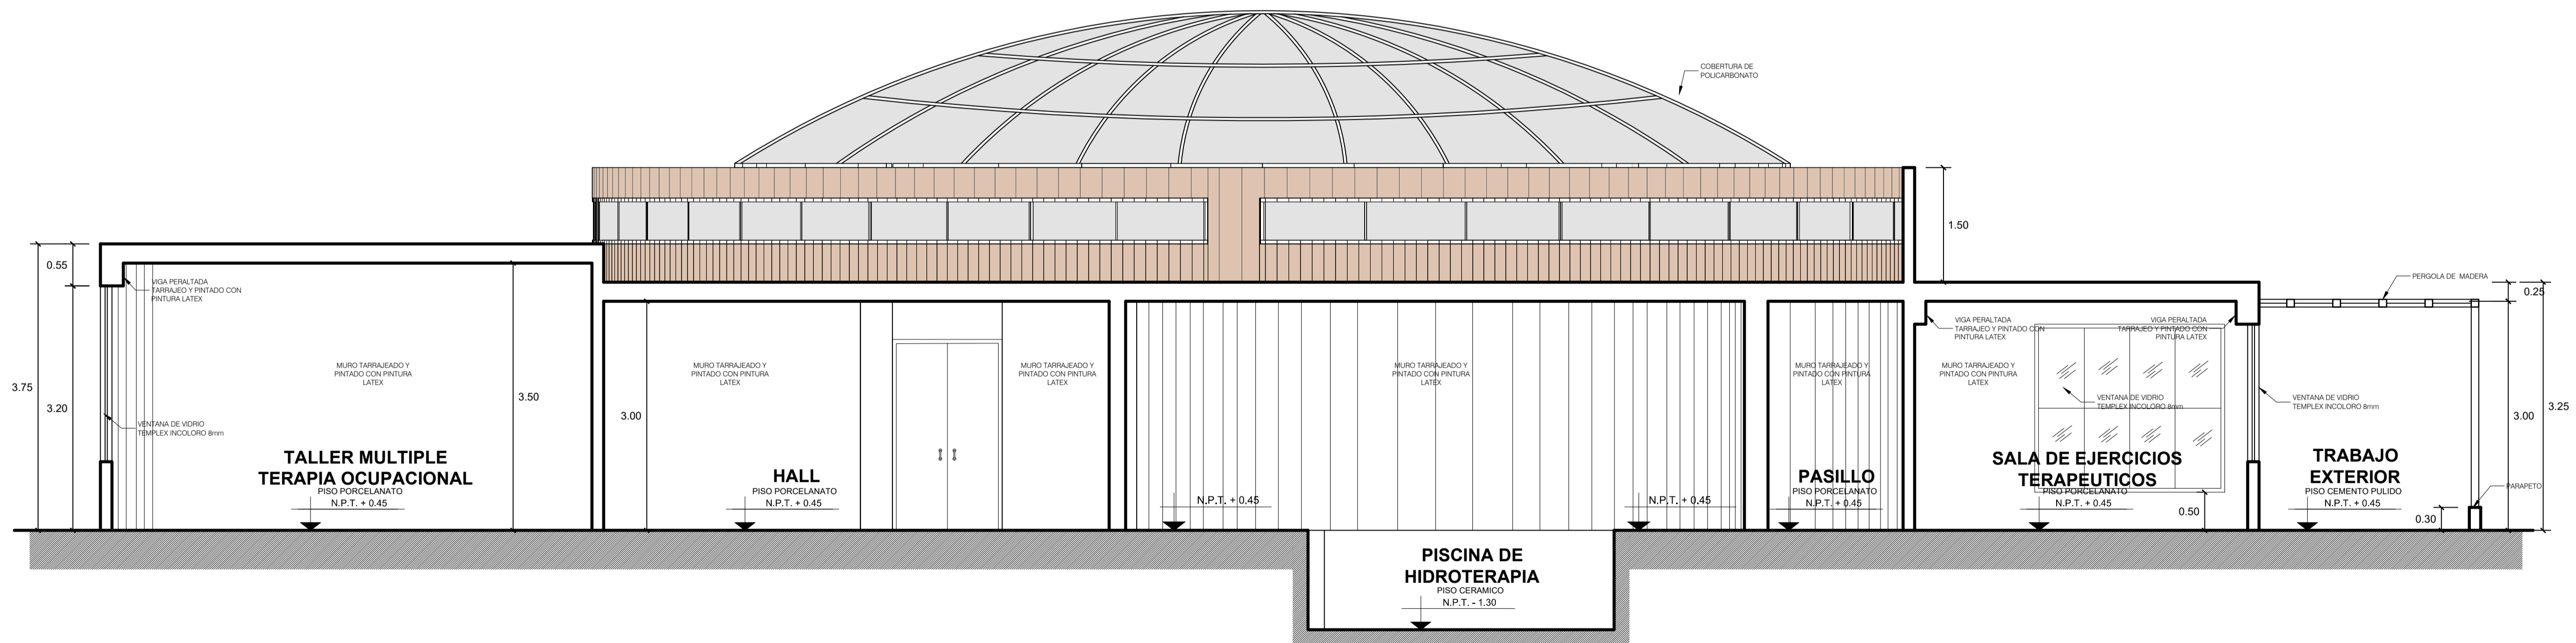 COBERTURA DE
POLICARBONATO
1.50
0.55
VIGA PERALTADA
TARRAJEO Y PINTADO CON
PINTURA LATEX
PERGOLA DE MADERA
0.25
VIGA PERALTADA
TARRAJEO Y PINTADO CON
PINTURA LATEX
VIGA PERALTADA
TARRAJEO Y PINTADO CON
PINTURA LATEX
MURO TARRAJEADO Y
PINTADO CON PINTURA
LATEX
MURO TARRAJEADO Y
PINTADO CON PINTURA
LATEX
MURO TARRAJEADO Y
PINTADO CON PINTURA
LATEX
MURO TARRAJEADO Y
PINTADO CON PINTURA
LATEX
MURO TARRAJEADO Y
PINTADO CON PINTURA
LATEX
MURO TARRAJEADO Y
PINTADO CON PINTURA
LATEX
3.75
3.20
3.50
3.00
3.00
3.25
VENTANA DE VIDRIO
TEMPLEX INCOLORO 8mm
VENTANA DE VIDRIO
TEMPLEX INCOLORO 8mm
VENTANA DE VIDRIO
TEMPLEX INCOLORO 8mm
TALLER MULTIPLE
TERAPIA OCUPACIONAL
PISO PORCELANATO
N.P.T. + 0.45
HALL
PISO PORCELANATO
N.P.T. + 0.45
N.P.T. + 0.45
N.P.T. + 0.45
PASILLO
PISO PORCELANATO
N.P.T. + 0.45
SALA DE EJERCICIOS
TERAPEUTICOS
PISO PORCELANATO
N.P.T. + 0.45
0.50
TRABAJO
EXTERIOR
PISO CEMENTO PULIDO
N.P.T. + 0.45
PARAPETO
0.30
PISCINA DE
HIDROTERAPIA
PISO CERAMICO
N.P.T. - 1.30